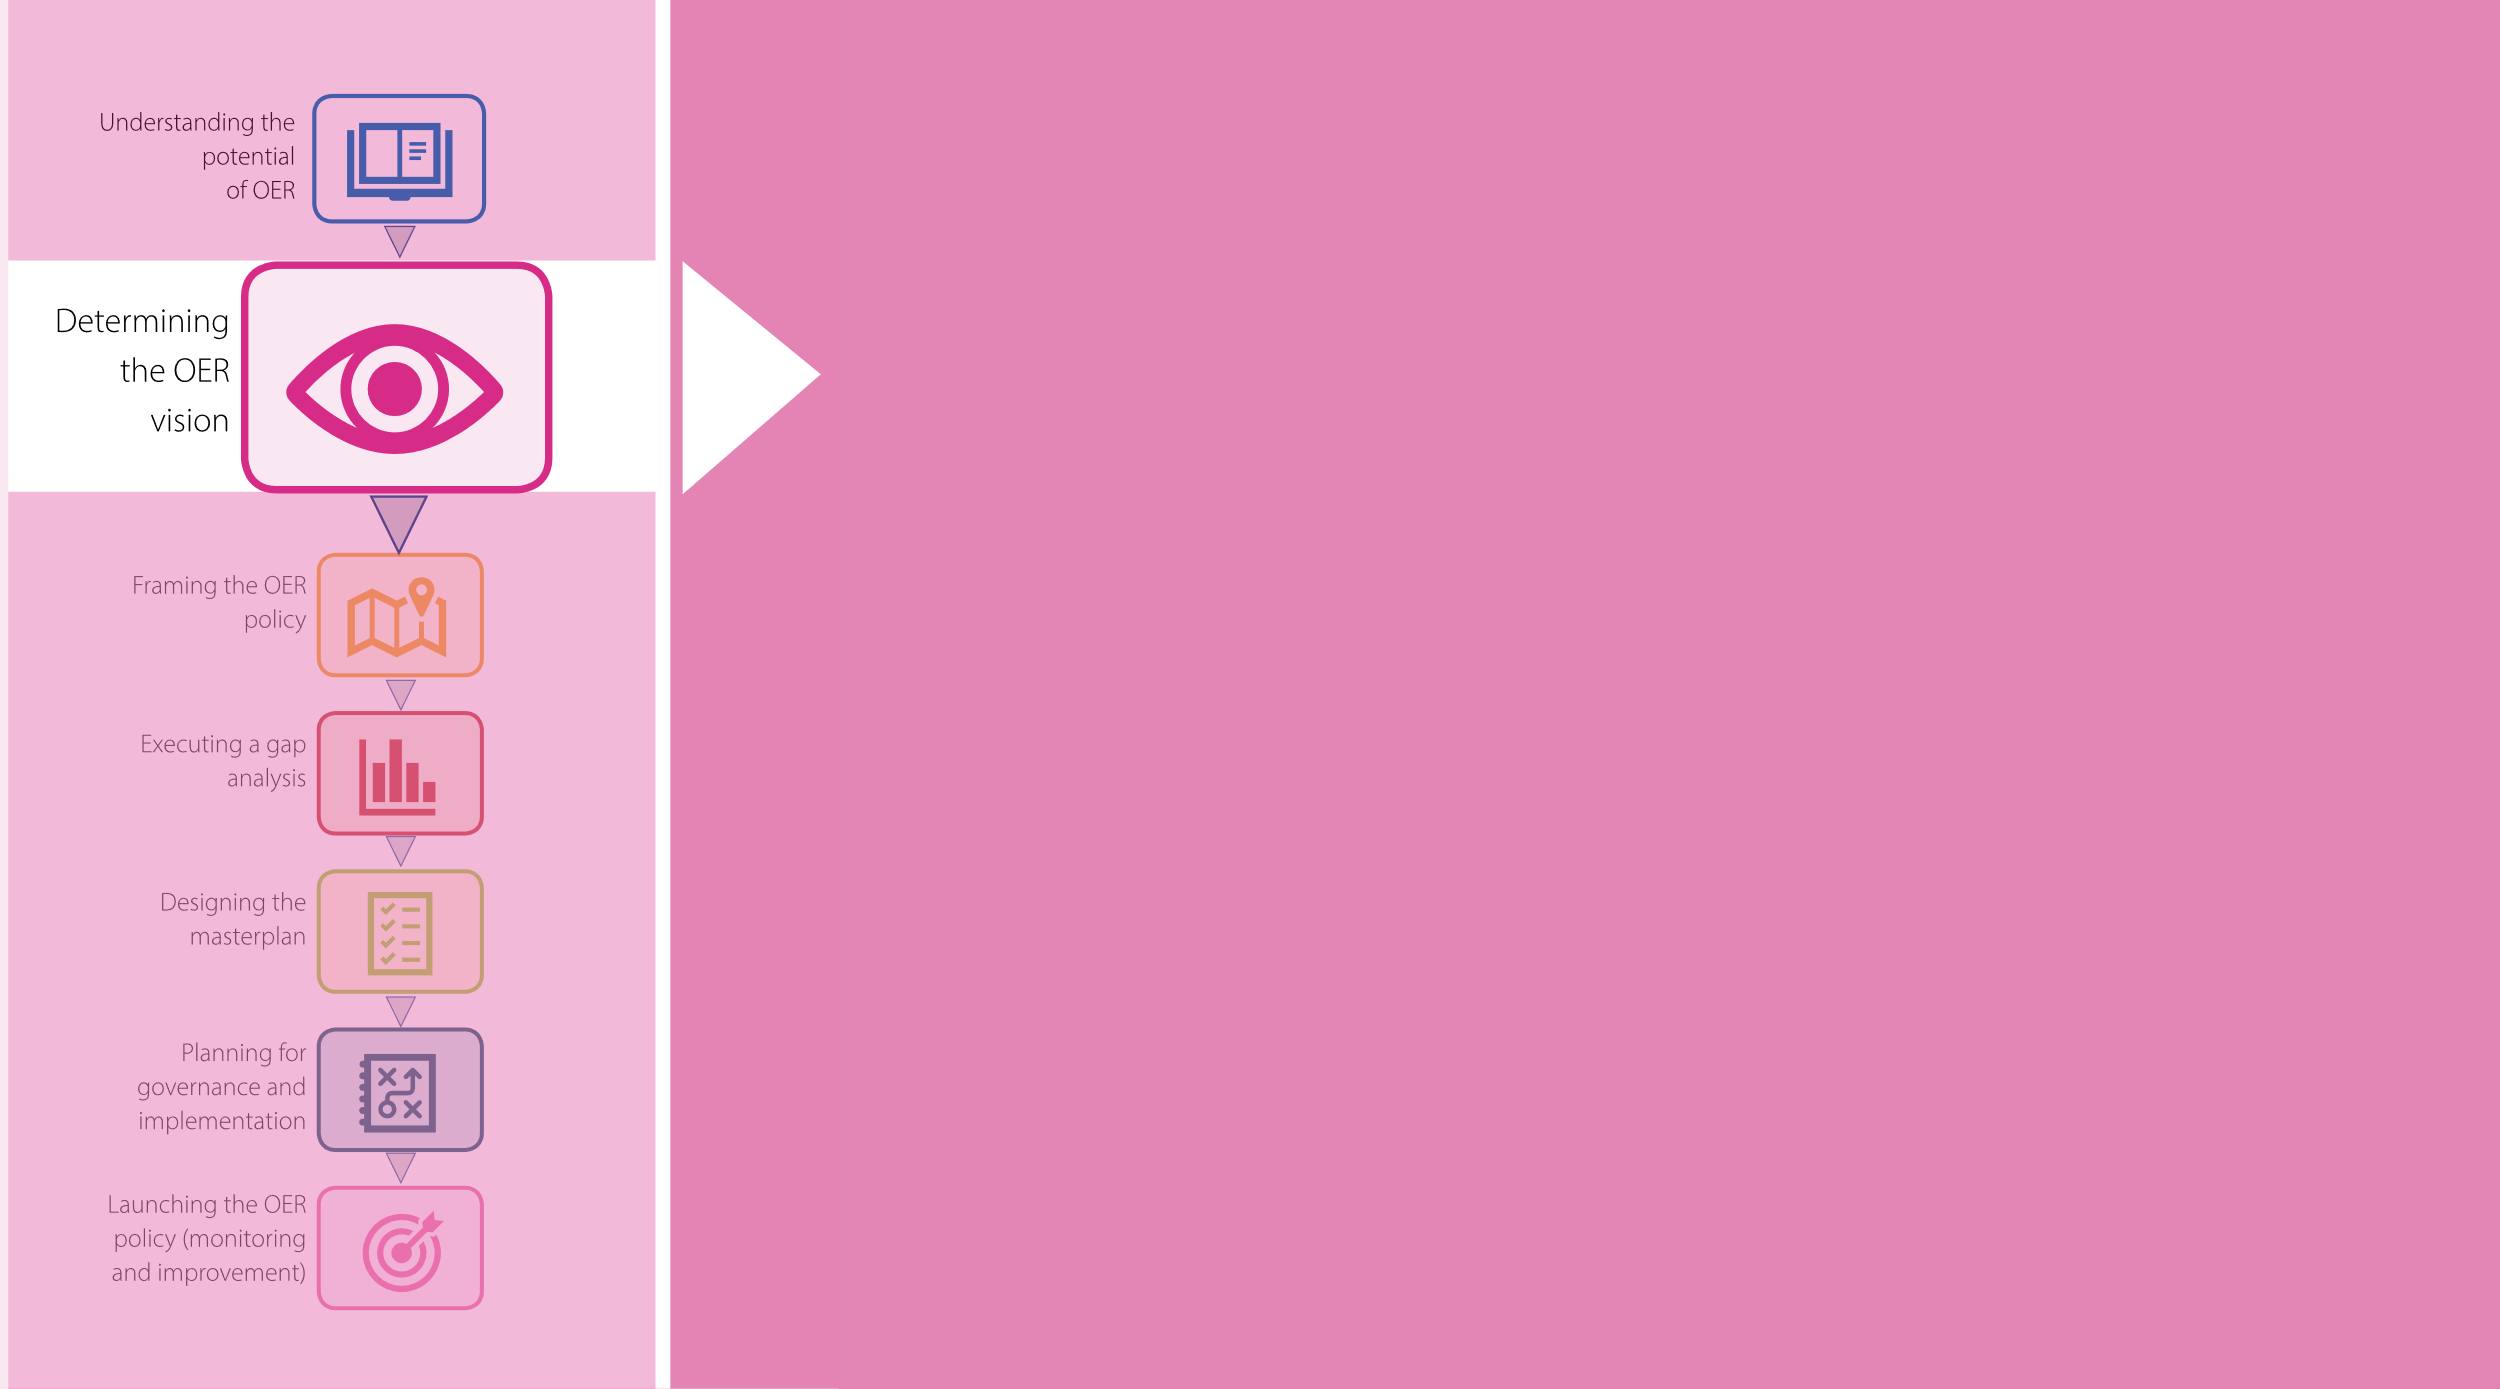 Understanding the
potential
of OER
Determining
the OER
vision
Framing the OER
policy
Executing a gap
analysis
Designing the
masterplan
Planning for
governance and
implementation
Launching the OER
policy (monitoring
and improvement)